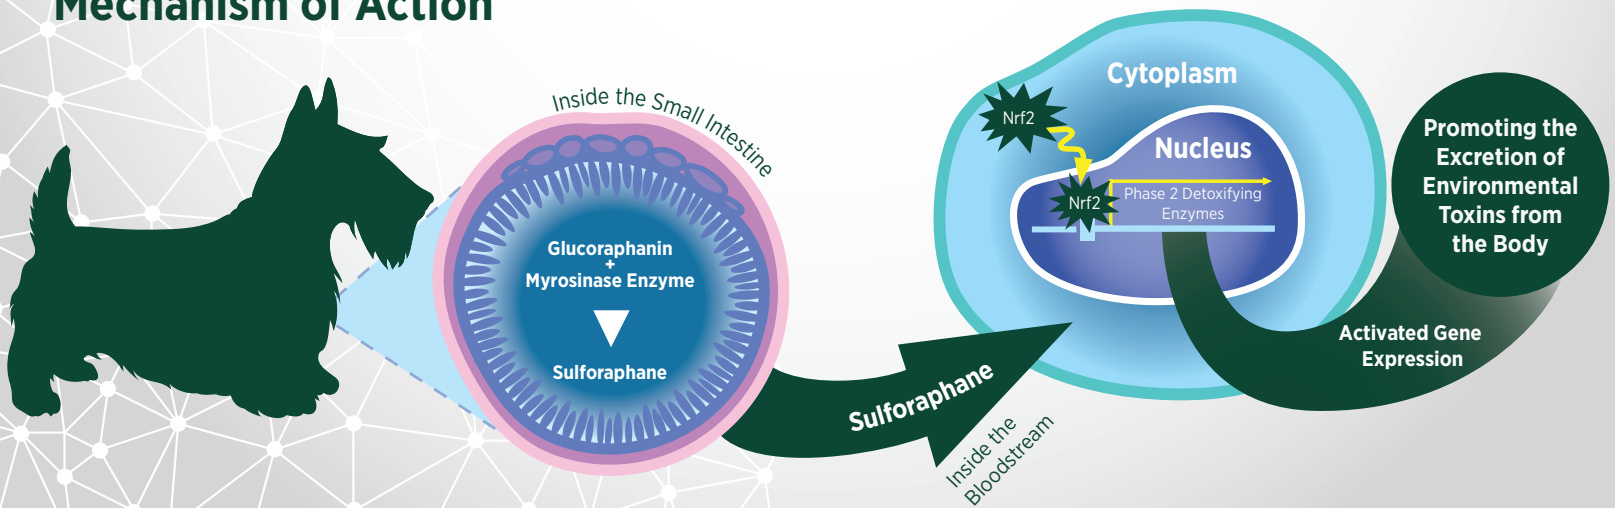 Mechanism of Action
Inside the Small Intestine
Glucoraphanin
+
Myrosinase Enzyme
Sulforaphane
Sulforaphane
Inside the
Bloodstream
Cytoplasm
Nrf2
Nucleus
Nrf2
Phase 2 Detoxifying
Enzymes
Activated Gene
Expression
Promoting the
Excretion of
Environmental
Toxins from
the Body